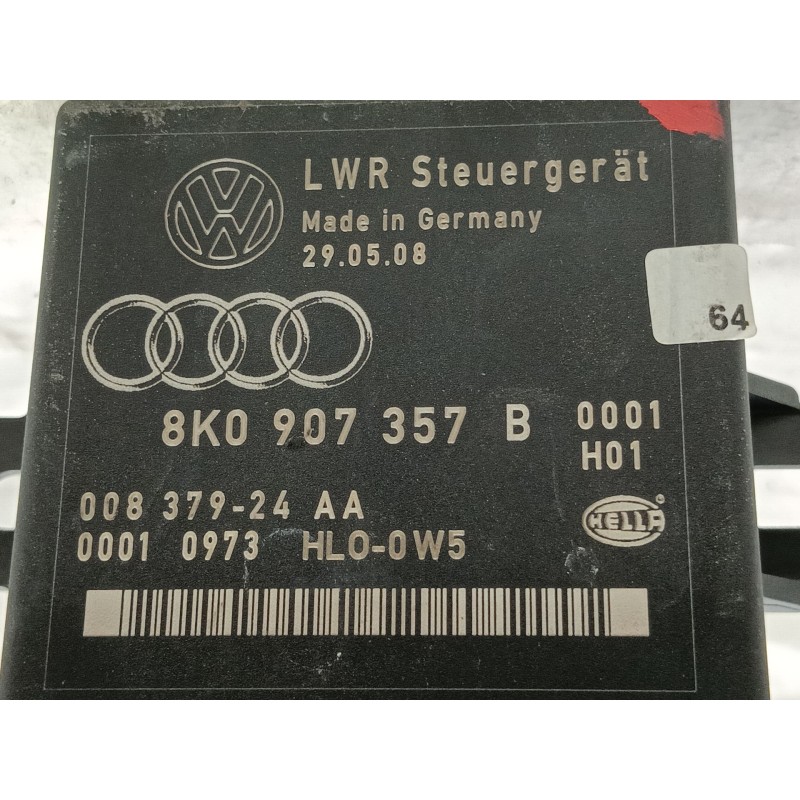 LWR Steuergerät
Made in Germany
29.05.08
64
8K0 907 357 B 0001
H01
008 379-24 AA
0001 0973 HLO-0W5
HELLA